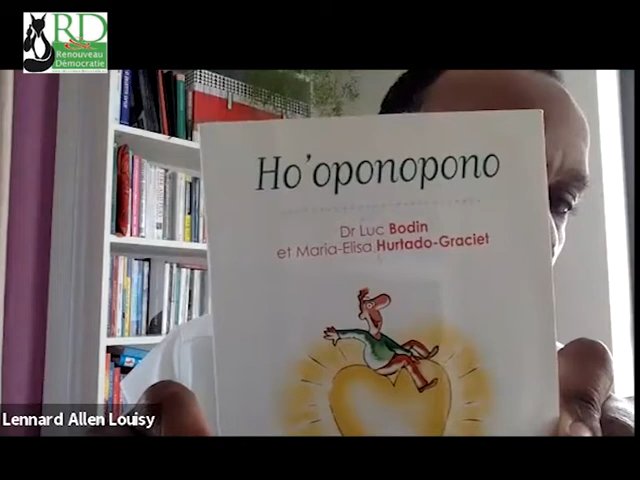 RD
Renouveau
Démocratie
Ho'oponopono
Dr Luc Bodin
et Maria-Elisa Hurtado-Graciet
Lennard Allen Louisy